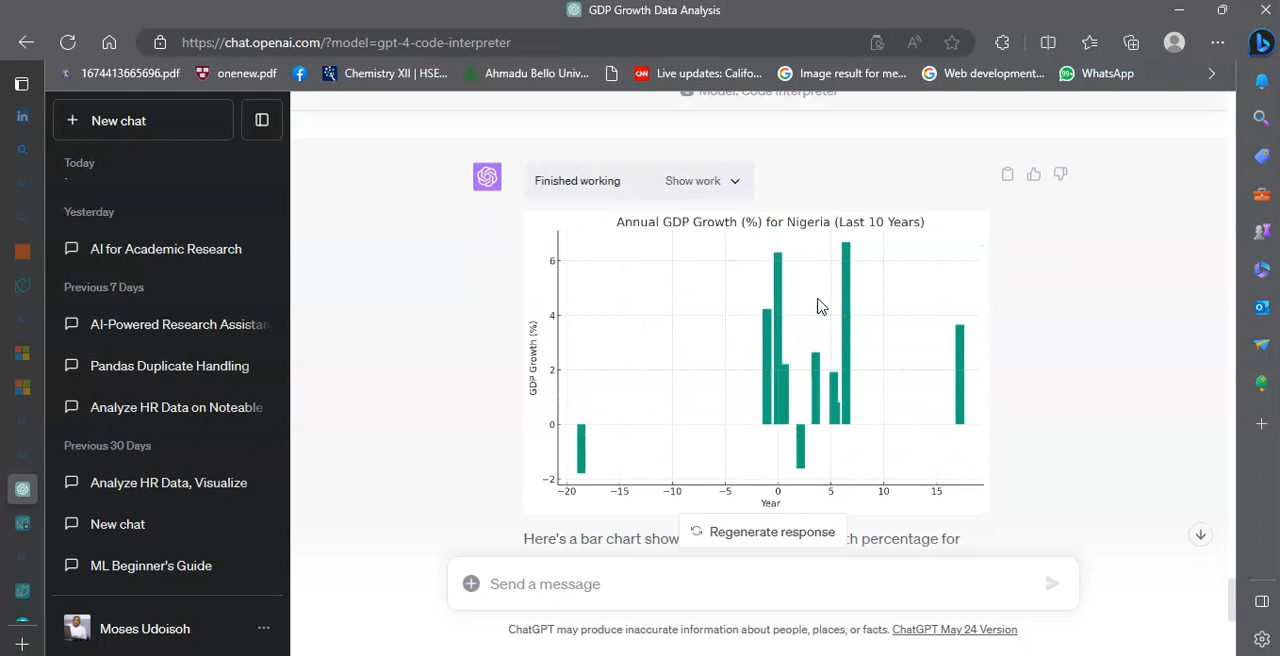 GDP Growth Data Analysis
https://chat.openai.com/?model=gpt-4-code-interpreter
1674413665696.pdf
onenew.pdf
Chemistry XII | HSE...
Ahmadu Bello Univ...
Live updates: Califo...
Image result for me...
Web development...
WhatsApp
New chat
Today
Yesterday
AI for Academic Research
Previous 7 Days
AI-Powered Research Assistan
Pandas Duplicate Handling
Analyze HR Data on Noteable
Previous 30 Days
Analyze HR Data, Visualize
New chat
ML Beginner's Guide
Moses Udoisoh
Model: Code Interpreter
Finished working Show work
Annual GDP Growth (%) for Nigeria (Last 10 Years)
GDP Growth (%)
6
4
2
0
−2
−20 −15 −10 −5 0 5 10 15
Year
Regenerate response
Here's a bar chart show th percentage for
Send a message
ChatGPT may produce inaccurate information about people, places, or facts. ChatGPT May 24 Version